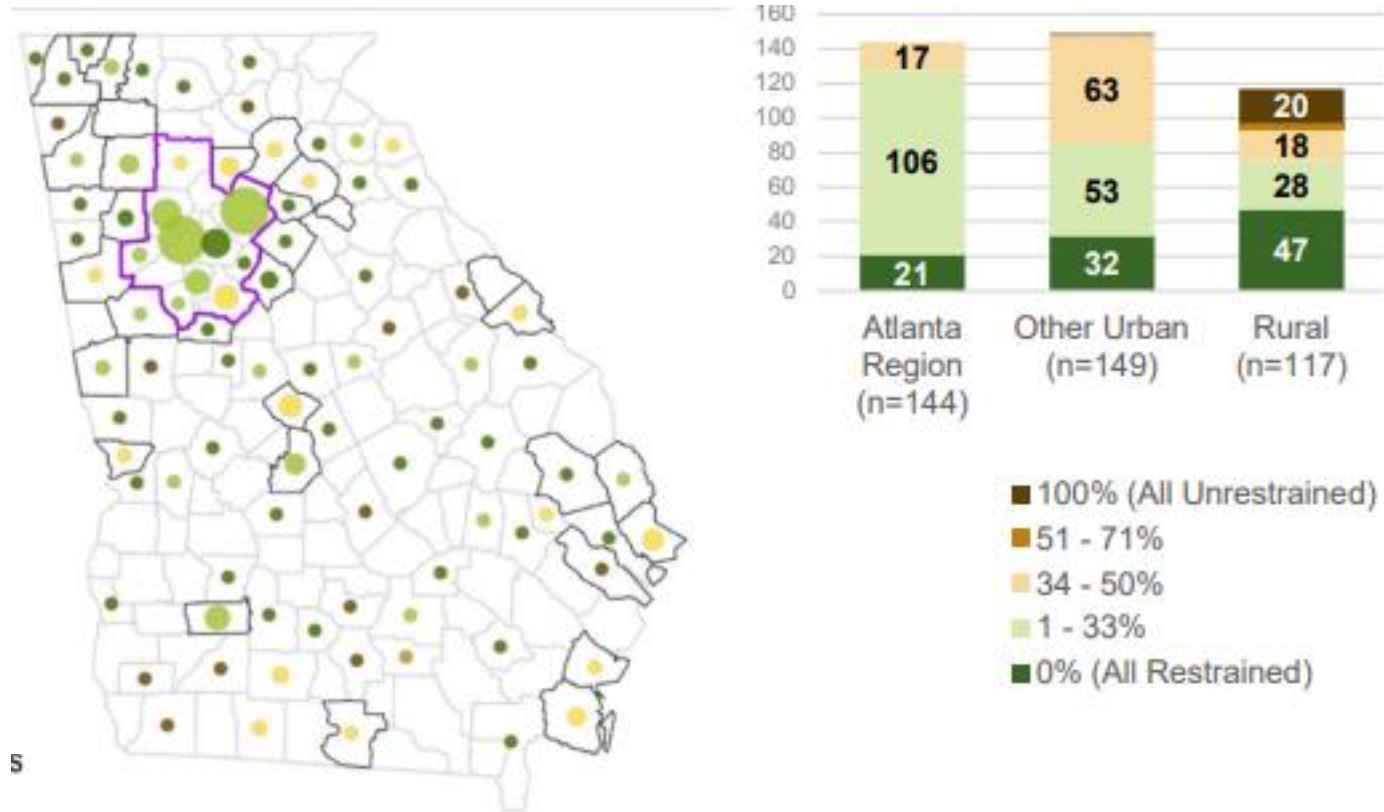 160
140
120
100
80
60
40
20
0
17
106
21
63
53
32
20
18
28
47
Atlanta
Region
(n=144)
Other Urban
(n=149)
Rural
(n=117)
100% (All Unrestrained)
51 - 71%
34 - 50%
1 - 33%
0% (All Restrained)
s